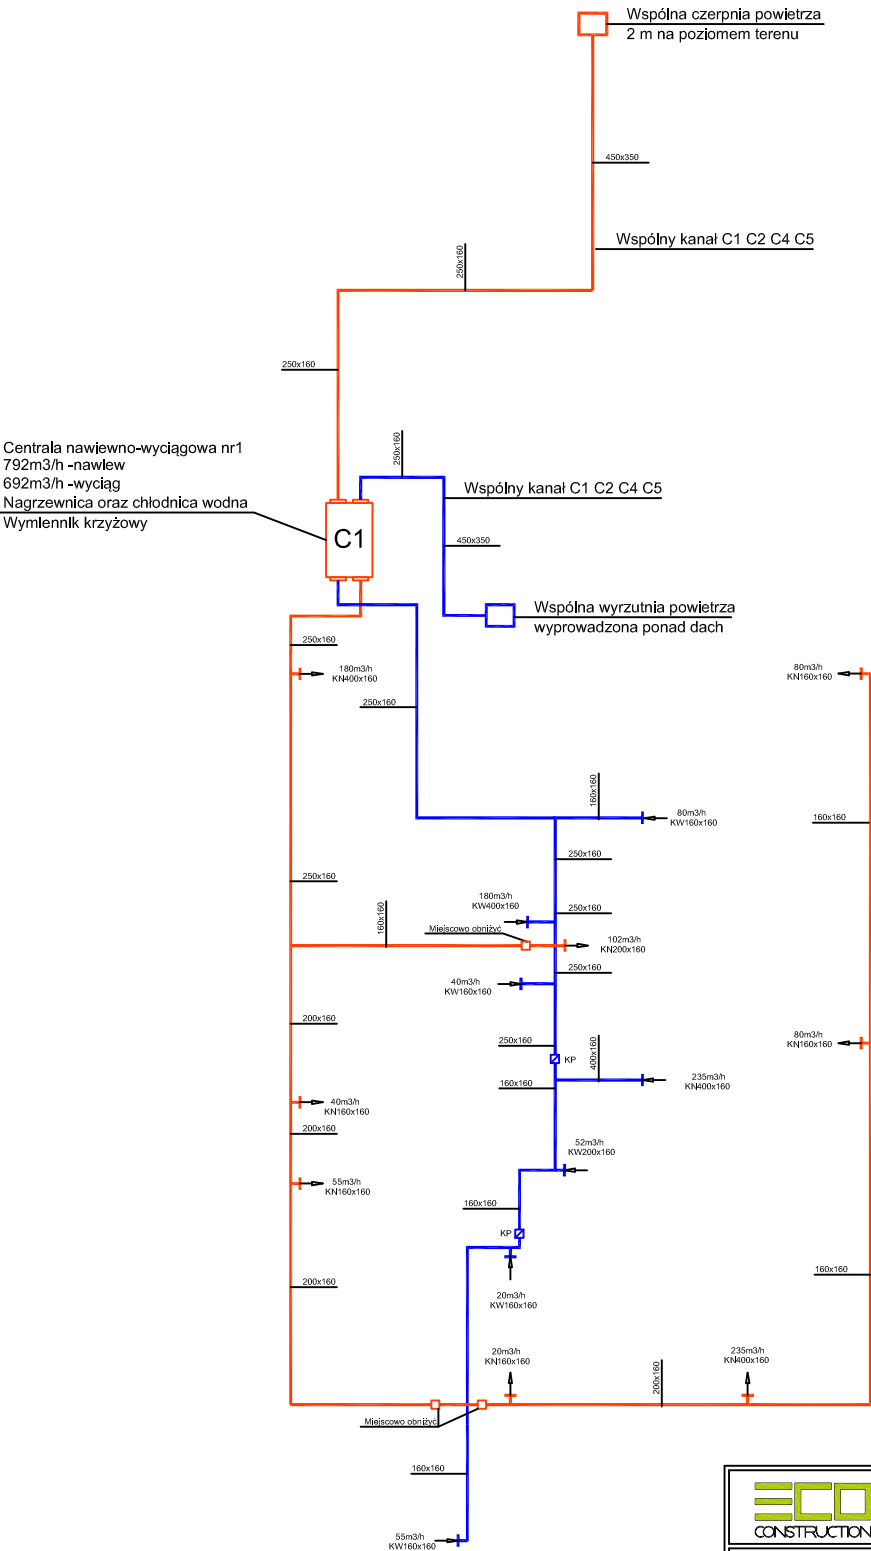 Wspólna czerpnia powietrza
2 m na poziomem terenu
450x350
Wspólny kanał C1 C2 C4 C5
250x160
250x160
Centrala nawiewno-wyciągowa nr1
792m3/h -nawiew
692m3/h -wyciąg
Nagrzewnica oraz chłodnica wodna
Wymiennik krzyżowy
250x160
Wspólny kanał C1 C2 C4 C5
C1
450x350
Wspólna wyrzutnia powietrza
wyprowadzona ponad dach
250x160
180m3/h
KN400x160
80m3/h
KN160x160
250x160
160x160
80m3/h
KW160x160
160x160
250x160
250x160
180m3/h
KW400x160
250x160
160x160
Miejscowo obniżyć
102m3/h
KN200x160
250x160
40m3/h
KW160x160
200x160
250x160
KP
400x160
80m3/h
KN160x160
160x160
235m3/h
KN400x160
40m3/h
KN160x160
200x160
52m3/h
KW200x160
55m3/h
KN160x160
160x160
KP
200x160
160x160
20m3/h
KW160x160
20m3/h
KN160x160
235m3/h
KN400x160
200x160
Miejscowo obniżyć
160x160
55m3/h
KW160x160
ECO
CONSTRUCTION